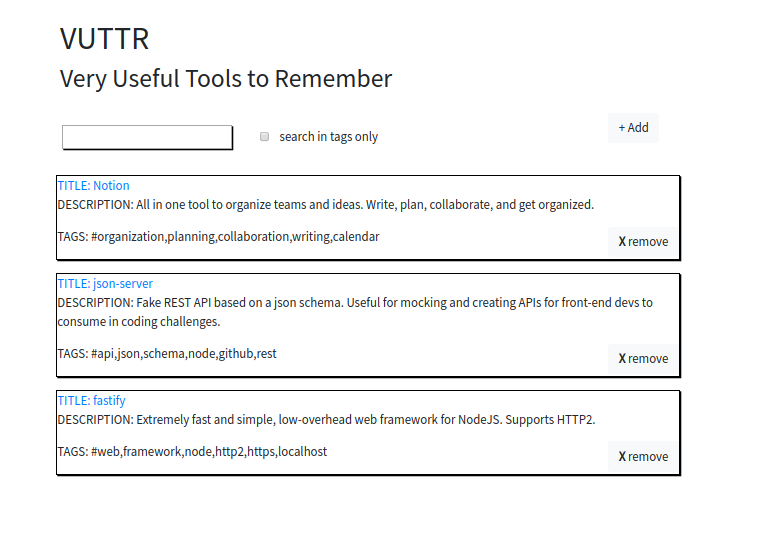 VUTTR
Very Useful Tools to Remember
search in tags only
+ Add
TITLE: Notion
DESCRIPTION: All in one tool to organize teams and ideas. Write, plan, collaborate, and get organized.
TAGS: #organization,planning,collaboration,writing,calendar
X remove
TITLE: json-server
DESCRIPTION: Fake REST API based on a json schema. Useful for mocking and creating APIs for front-end devs to
consume in coding challenges.
TAGS: #api,json,schema,node,github,rest
X remove
TITLE: fastify
DESCRIPTION: Extremely fast and simple, low-overhead web framework for NodeJS. Supports HTTP2.
TAGS: #web,framework,node,http2,https,localhost
X remove